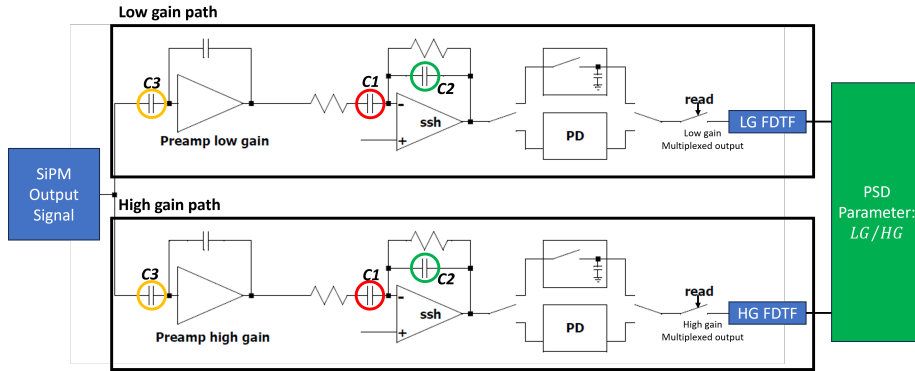 Low gain path
C3
Preamp low gain
C1
C2
-
+
ssh
PD
read
Low gain
Multiplexed output
LG FDTF
SiPM
Output
Signal
PSD
Parameter:
LG/HG
High gain path
C3
Preamp high gain
C1
C2
-
+
ssh
PD
read
High gain
Multiplexed output
HG FDTF